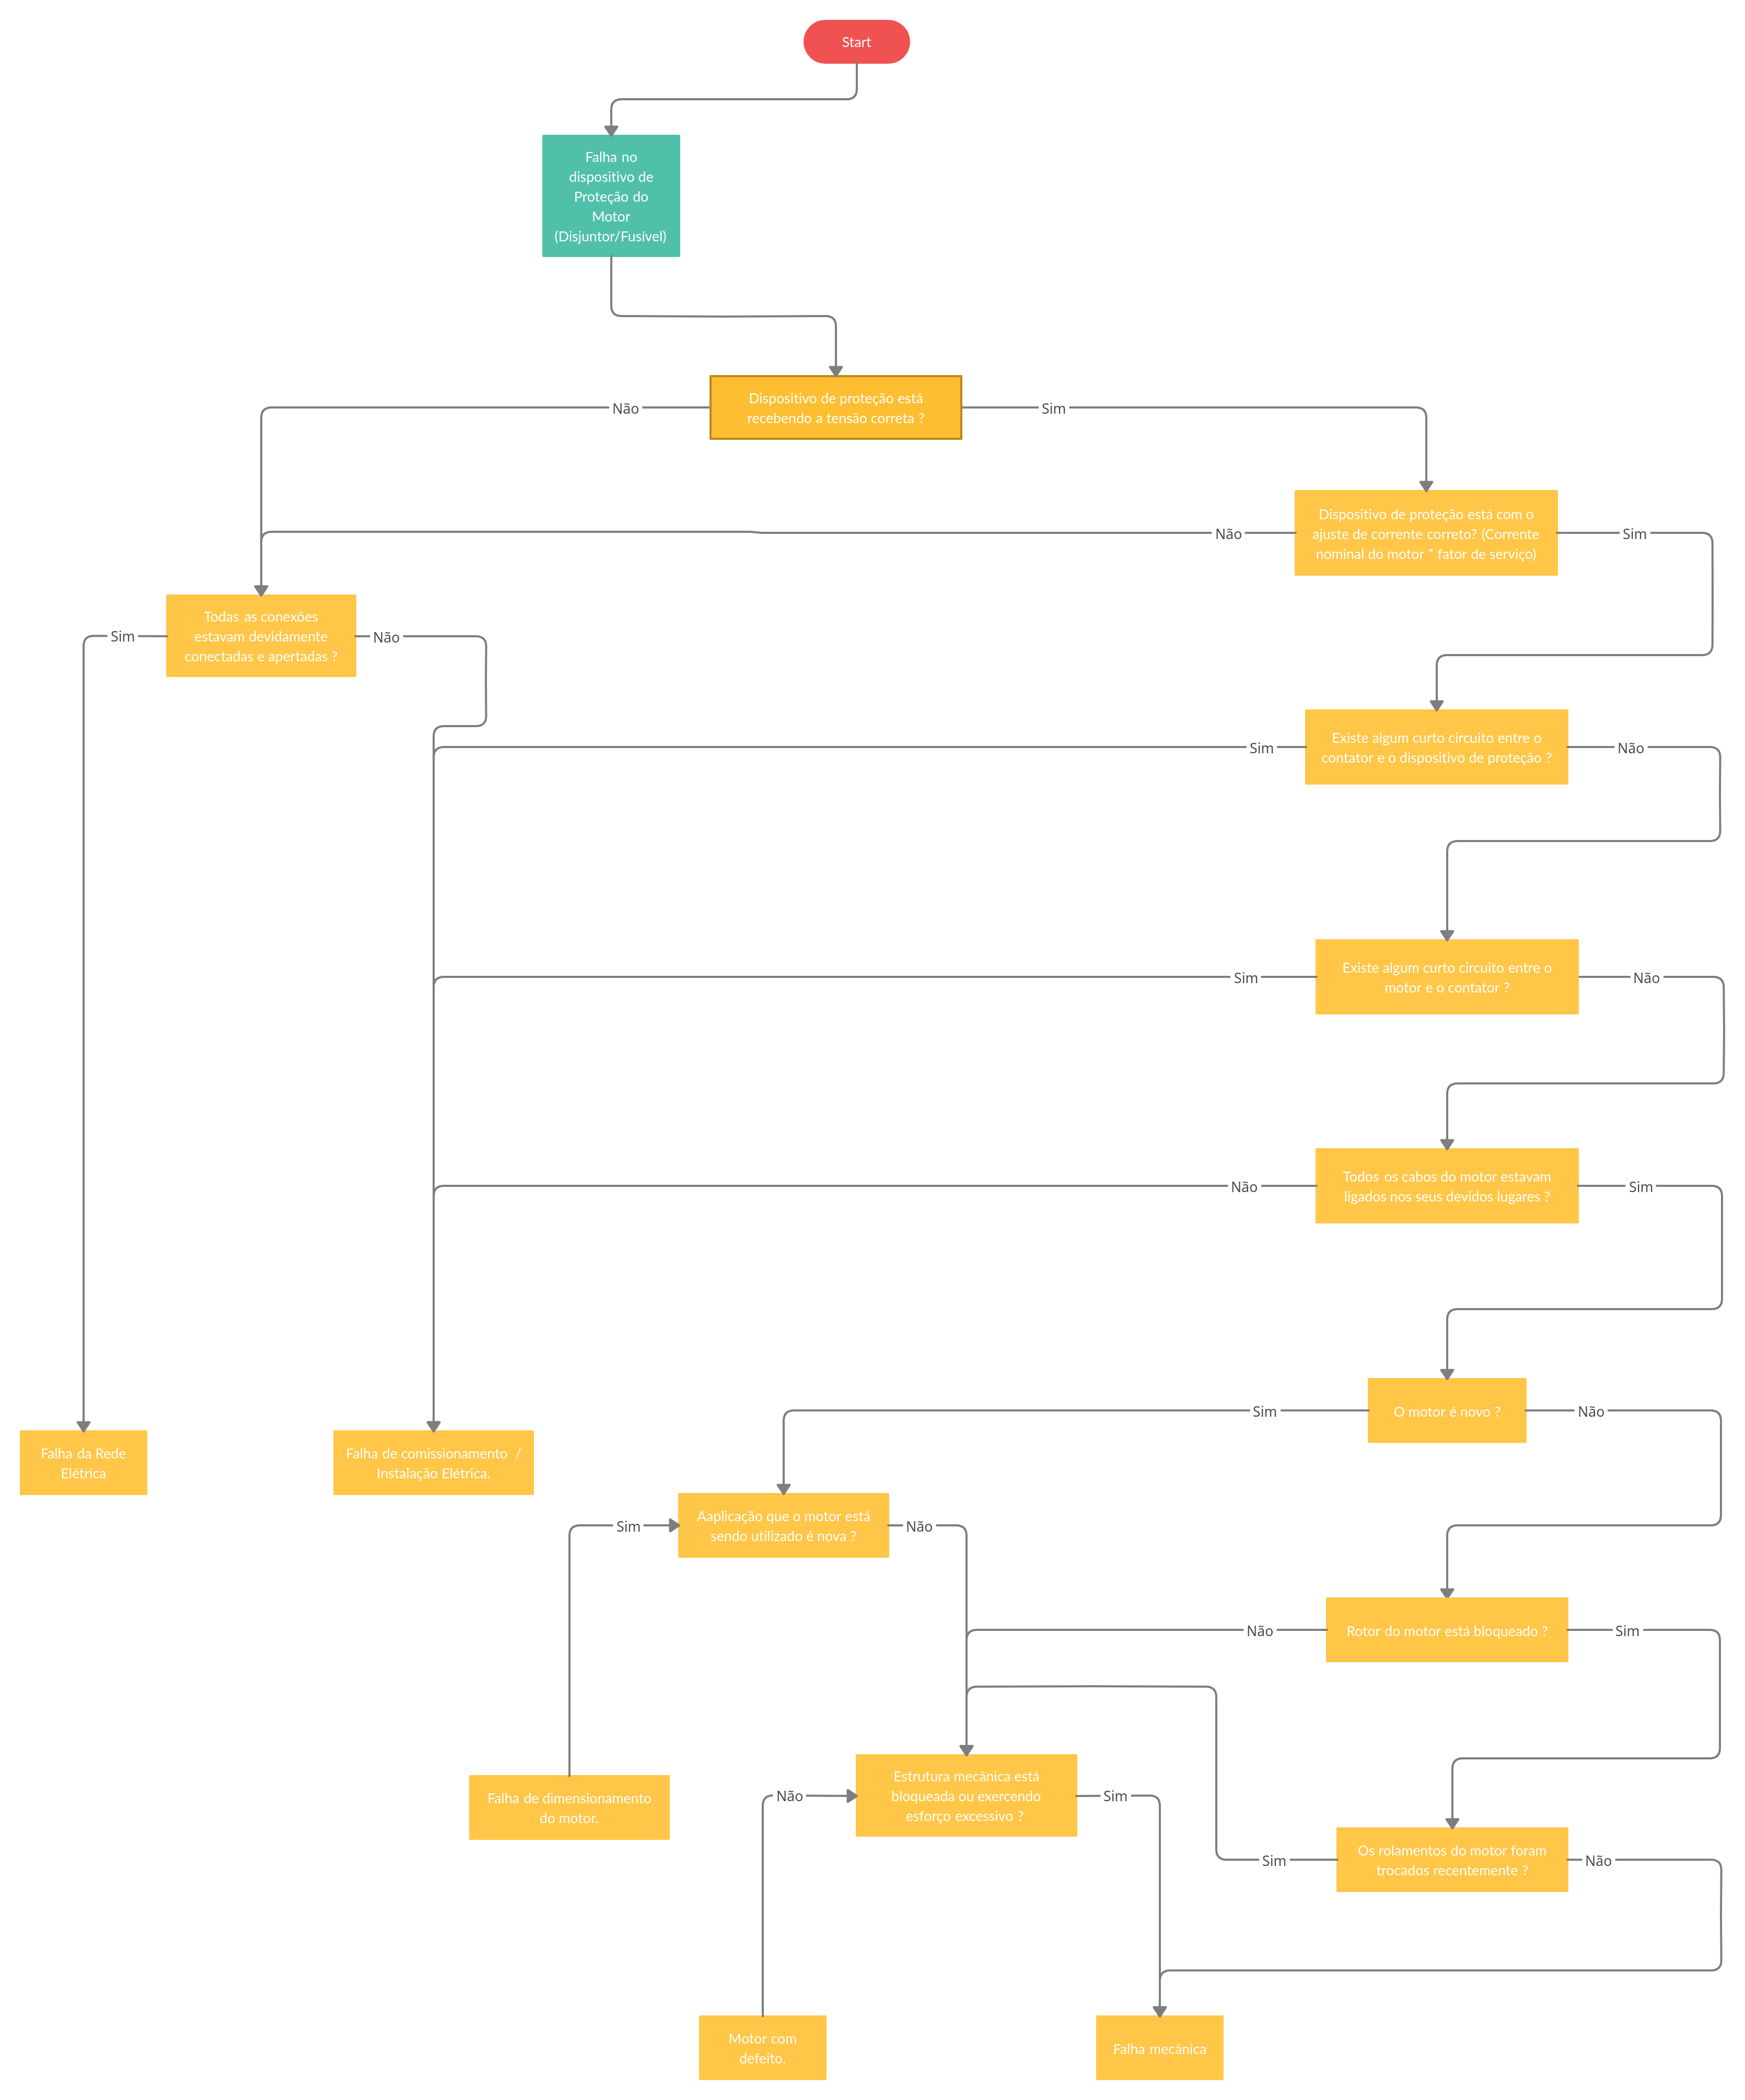 Start
Falha no
dispositivo de
Proteção do
Motor
(Disjuntor/Fusível)
Dispositivo de proteção está
recebendo a tensão correta ?
Não
Sim
Dispositivo de proteção está com o
ajuste de corrente correto? (Corrente
nominal do motor * fator de serviço)
Não
Sim
Todas as conexões
estavam devidamente
conectadas e apertadas ?
Sim
Não
Existe algum curto circuito entre o
contator e o dispositivo de proteção ?
Sim
Não
Existe algum curto circuito entre o
motor e o contator ?
Sim
Não
Todos os cabos do motor estavam
ligados nos seus devidos lugares ?
Não
Sim
O motor é novo ?
Sim
Não
Falha da Rede
Elétrica
Falha de comissionamento /
Instalação Elétrica.
Aaplicação que o motor está
sendo utilizado é nova ?
Sim
Não
Rotor do motor está bloqueado ?
Não
Sim
Falha de dimensionamento
do motor.
Estrutura mecânica está
bloqueada ou exercendo
esforço excessivo ?
Não
Sim
Os rolamentos do motor foram
trocados recentemente ?
Sim
Não
Motor com
defeito.
Falha mecânica